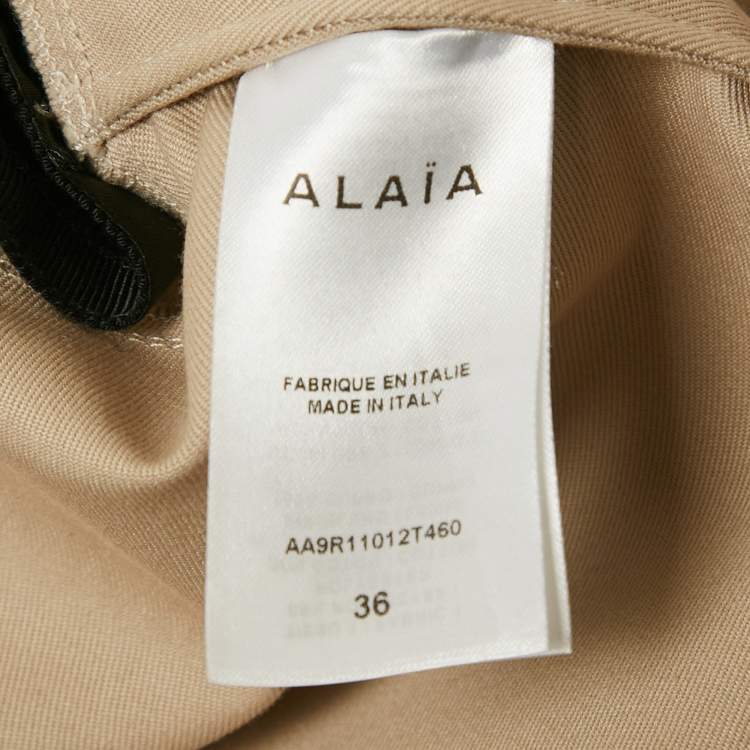 ALAÏA
FABRIQUE EN ITALIE
MADE IN ITALY
AA9R11012T460
36